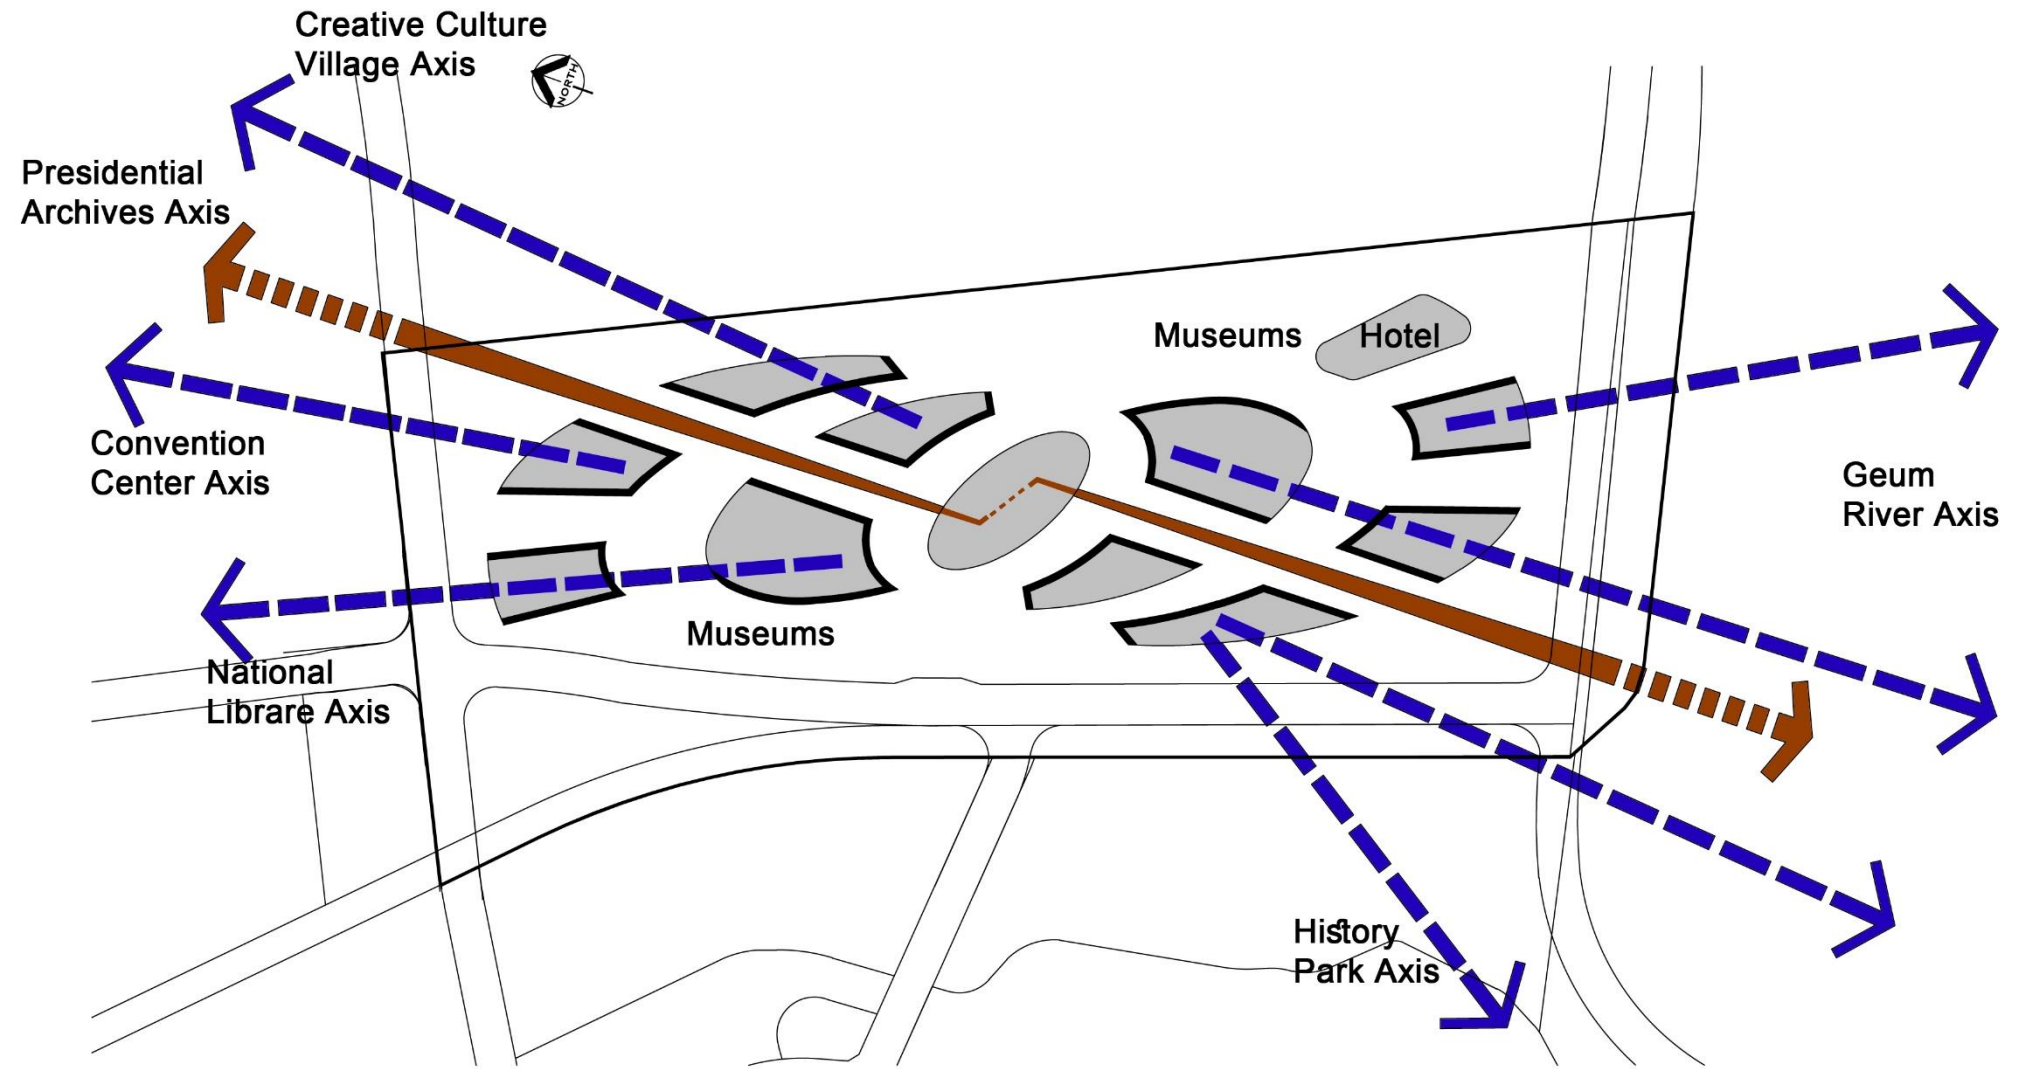 Creative Culture
Village Axis
NORTH
Presidential
Archives Axis
Museums
Hotel
Convention
Center Axis
Geum
River Axis
Museums
National
Librare Axis
History
Park Axis